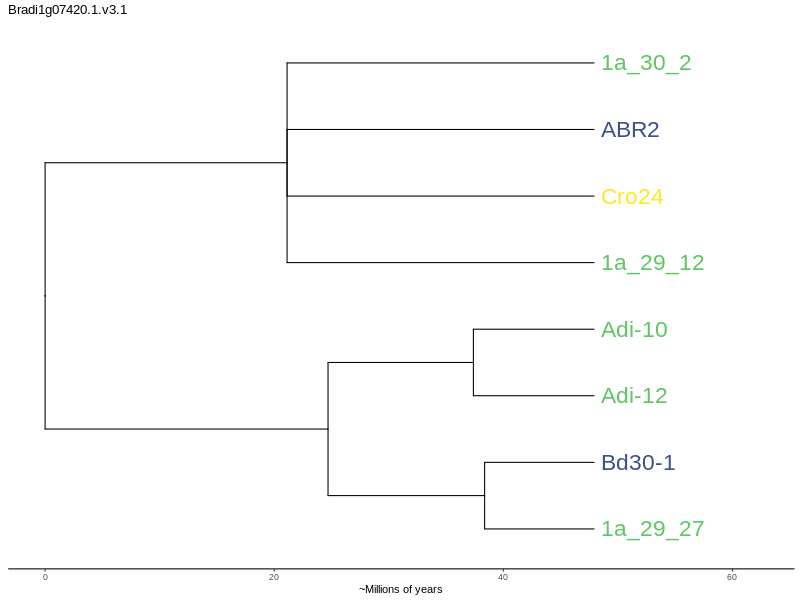 Bradi1g07420.1.v3.1
1a_30_2
ABR2
Cro24
1a_29_12
Adi-10
Adi-12
Bd30-1
1a_29_27
0 20 40 60
~Millions of years